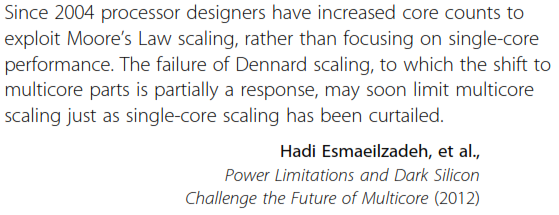 Since 2004 processor designers have increased core counts to
exploit Moore's Law scaling, rather than focusing on single-core
performance. The failure of Dennard scaling, to which the shift to
multicore parts is partially a response, may soon limit multicore
scaling just as single-core scaling has been curtailed.
Hadi Esmaeilzadeh, et al.,
Power Limitations and Dark Silicon
Challenge the Future of Multicore (2012)